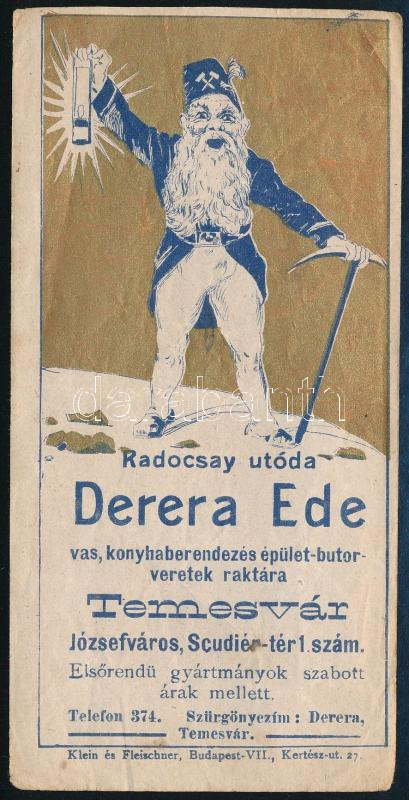 darabanth
Radocsay utóda
Derera Ede
vas, konyhaberendezés épület-butor-
veretek raktára
Temesvár
Józsefváros, Scudiér-tér 1. szám.
Elsőrendü gyártmányok szabott
árak mellett.
Telefon 374. Szürgönyezím : Derera,
Temesvár.
Klein és Fleischner, Budapest-VII., Kertész-ut. 27.